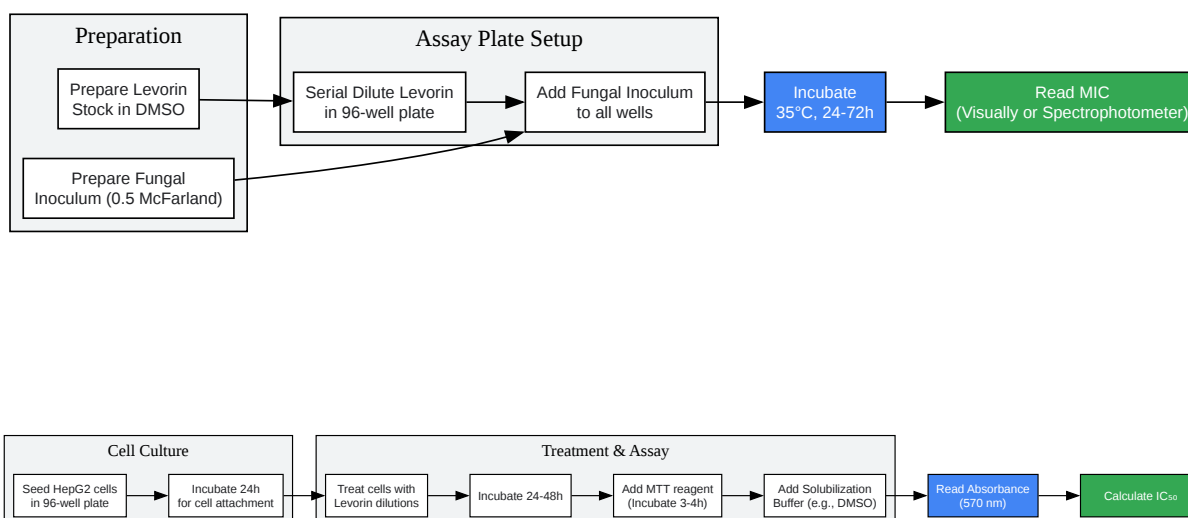 Preparation
Prepare Levorin
Stock in DMSO
Prepare Fungal
Inoculum (0.5 McFarland)
Assay Plate Setup
Serial Dilute Levorin
in 96-well plate
Add Fungal Inoculum
to all wells
Incubate
35°C, 24-72h
Read MIC
(Visually or Spectrophotometer)
Cell Culture
Seed HepG2 cells
in 96-well plate
Incubate 24h
for cell attachment
Treatment & Assay
Treat cells with
Levorin dilutions
Incubate 24-48h
Add MTT reagent
(Incubate 3-4h)
Add Solubilization
Buffer (e.g., DMSO)
Read Absorbance
(570 nm)
Calculate IC₅₀